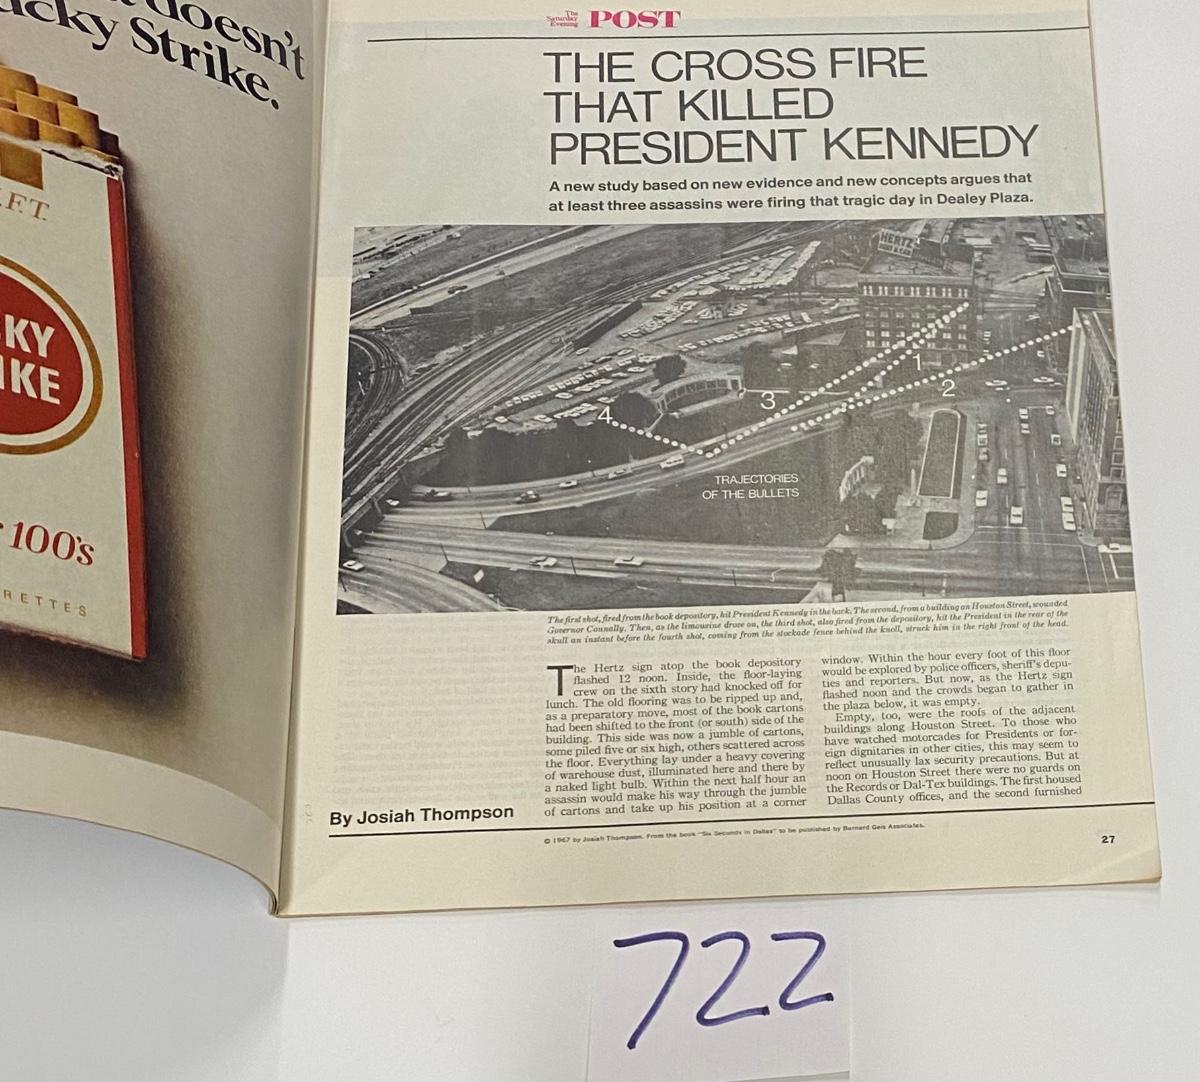 doesn't
cky Strike.
.F.T.
KY
IKE
100's
RETTES
The
Saturday
Evening
POST
THE CROSS FIRE
THAT KILLED
PRESIDENT KENNEDY
A new study based on new evidence and new concepts argues that
at least three assassins were firing that tragic day in Dealey Plaza.
HERTZ
1
2
3
4
TRAJECTORIES
OF THE BULLETS
The first shot, fired from the book depository, hit President Kennedy in the back. The second, from a building on Houston Street, wounded
Governor Connally. Then, as the limousine drove on, the third shot, also fired from the depository, hit the President in the rear of the
skull an instant before the fourth shot, coming from the stockade fence behind the knoll, struck him in the right front of the head.
The Hertz sign atop the book depository
flashed 12 noon. Inside, the floor-laying
crew on the sixth story had knocked off for
lunch. The old flooring was to be ripped up and,
as a preparatory move, most of the book cartons
had been shifted to the front (or south) side of the
building. This side was now a jumble of cartons,
some piled five or six high, others scattered across
the floor. Everything lay under a heavy covering
of warehouse dust, illuminated here and there by
a naked light bulb. Within the next half hour an
assassin would make his way through the jumble
of cartons and take up his position at a corner
window. Within the hour every foot of this floor
would be explored by police officers, sheriff's depu-
ties and reporters. But now, as the Hertz sign
flashed noon and the crowds began to gather in
the plaza below, it was empty.
Empty, too, were the roofs of the adjacent
buildings along Houston Street. To those who
have watched motorcades for Presidents or for-
eign dignitaries in other cities, this may seem to
reflect unusually lax security precautions. But at
noon on Houston Street there were no guards on
the Records or Dal-Tex buildings. The first housed
Dallas County offices, and the second furnished
By Josiah Thompson
© 1967 by Josiah Thompson. From the book "Six Seconds in Dallas" to be published by Bernard Geis Associates.
27
722